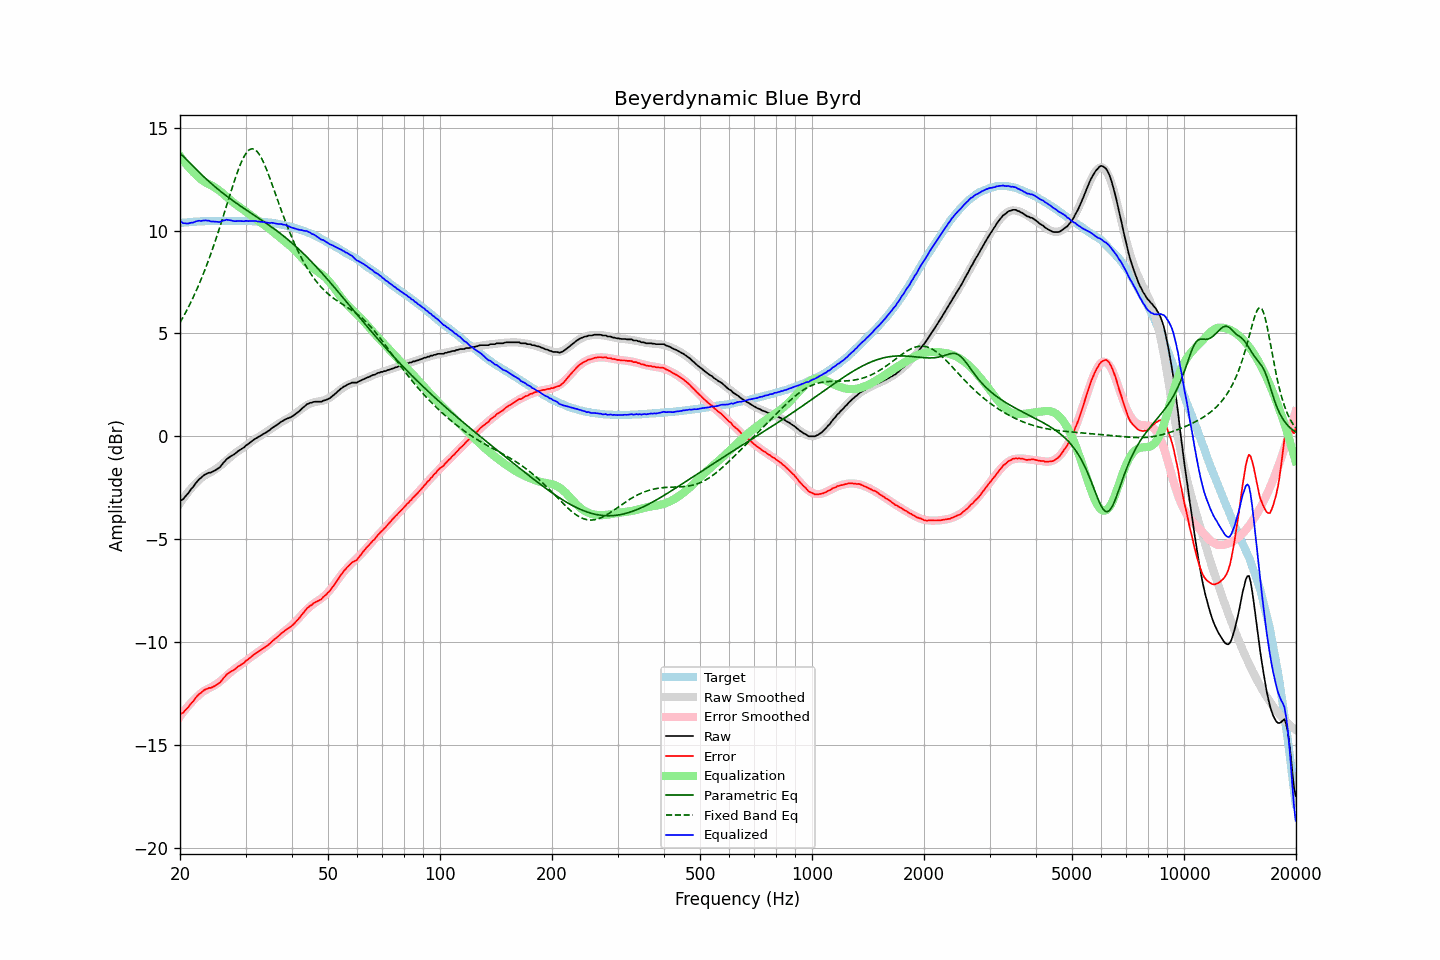 Beyerdynamic Blue Byrd
Amplitude (dBr)
15
10
5
0
−5
−10
−15
−20
Target
Raw Smoothed
Error Smoothed
Raw
Error
Equalization
Parametric Eq
Fixed Band Eq
Equalized
20 50 100 200 500 1000 2000 5000 10000 20000
Frequency (Hz)